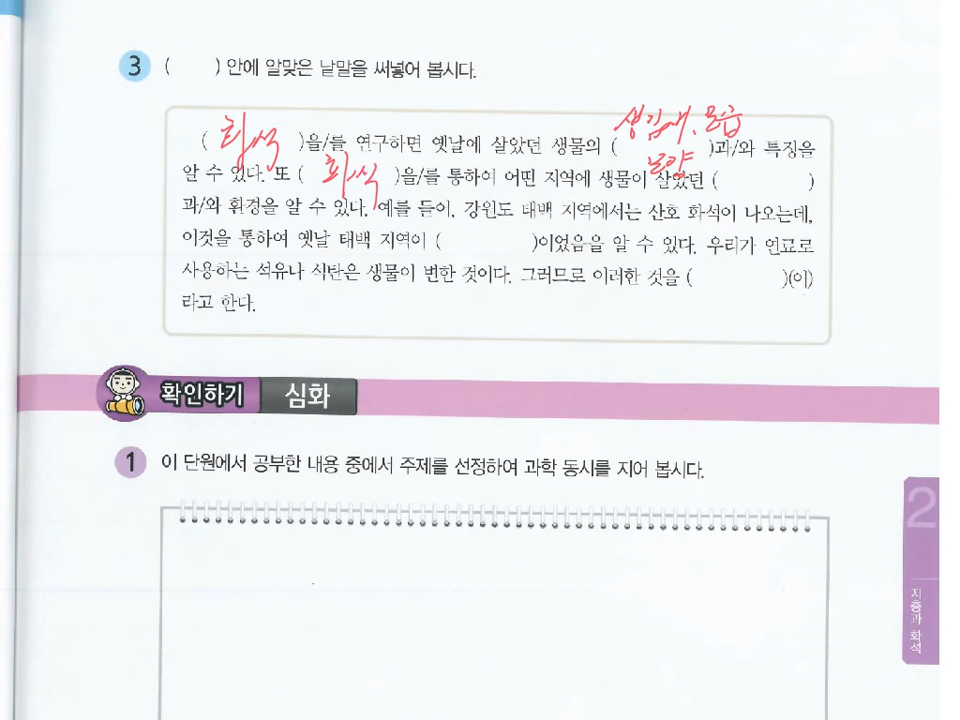 3 ( ) 안에 알맞은 낱말을 써넣어 봅시다.
생김새, 모습
( 화석 )을/를 연구하면 옛날에 살았던 생물의 ( )과/와 특징을
모양
알 수 있다. 또 ( 화석 )을/를 통하여 어떤 지역에 생물이 살았던 ( )
과/와 환경을 알 수 있다. 예를 들어, 강원도 태백 지역에서는 산호 화석이 나오는데,
이것을 통하여 옛날 태백 지역이 ( )이었음을 알 수 있다. 우리가 연료로
사용하는 석유나 석탄은 생물이 변한 것이다. 그러므로 이러한 것을 ( )(이)
라고 한다.
확인하기 심화
1 이 단원에서 공부한 내용 중에서 주제를 선정하여 과학 동시를 지어 봅시다.
2
지층과 화석